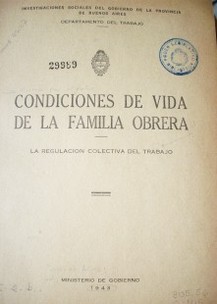 INVESTIGACIONES SOCIALES DEL GOBIERNO DE LA PROVINCIA
DE BUENOS AIRES
DEPARTAMENTO DEL TRABAJO
29989
CONDICIONES DE VIDA
DE LA FAMILIA OBRERA
LA REGULACION COLECTIVA DEL TRABAJO
MINISTERIO DE GOBIERNO
1943